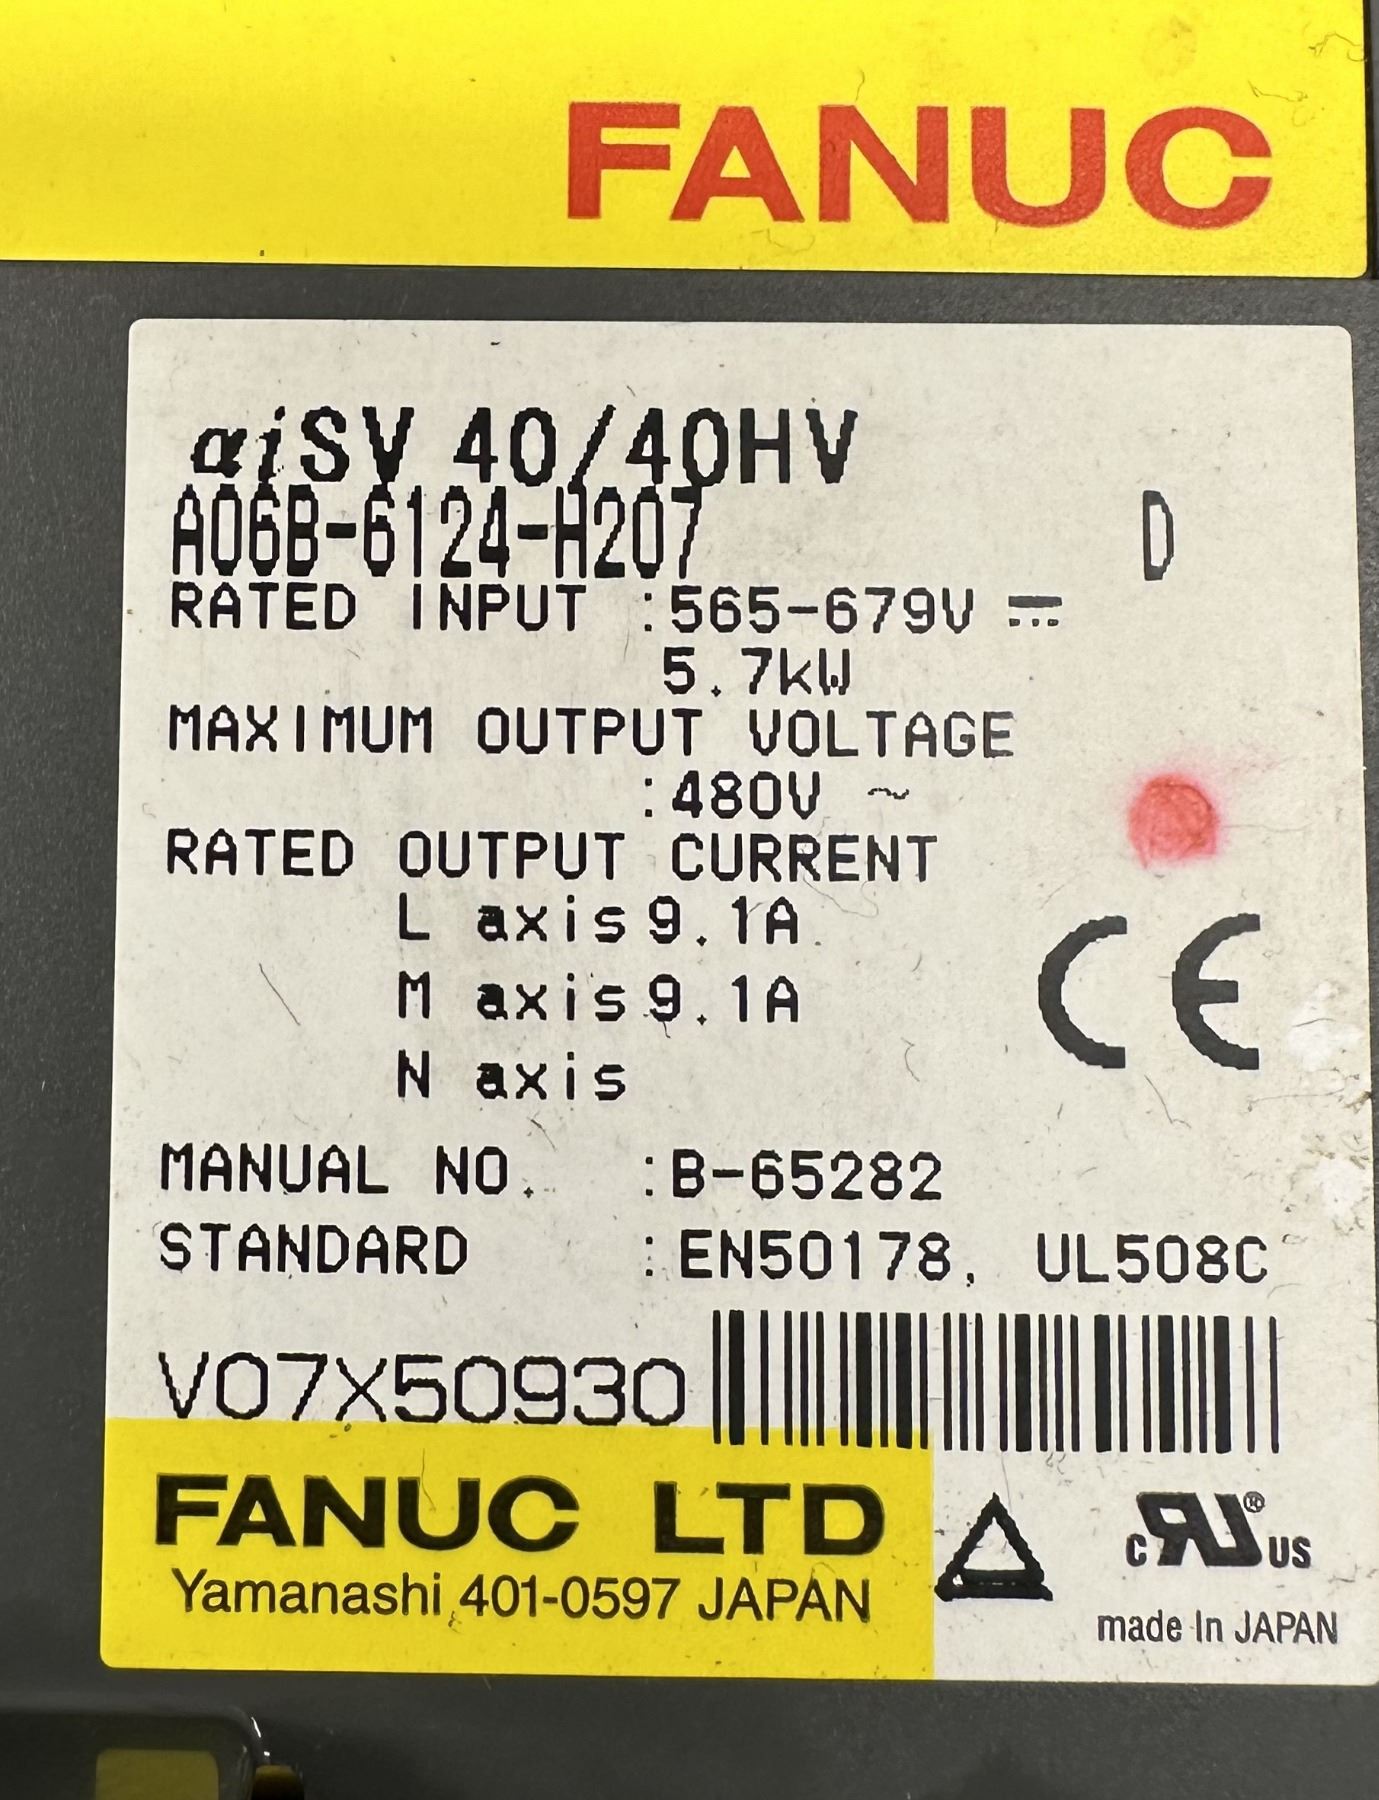 FANUC
αiSV 40/40HV
A06B-6124-H207 D
RATED INPUT :565-679V ⎓
5.7kW
MAXIMUM OUTPUT VOLTAGE
:480V ~
RATED OUTPUT CURRENT
L axis 9.1A
M axis 9.1A
N axis
CE
MANUAL NO. :B-65282
STANDARD :EN50178, UL508C
V07X50930
FANUC LTD
Yamanashi 401-0597 JAPAN
c RU® US
made In JAPAN